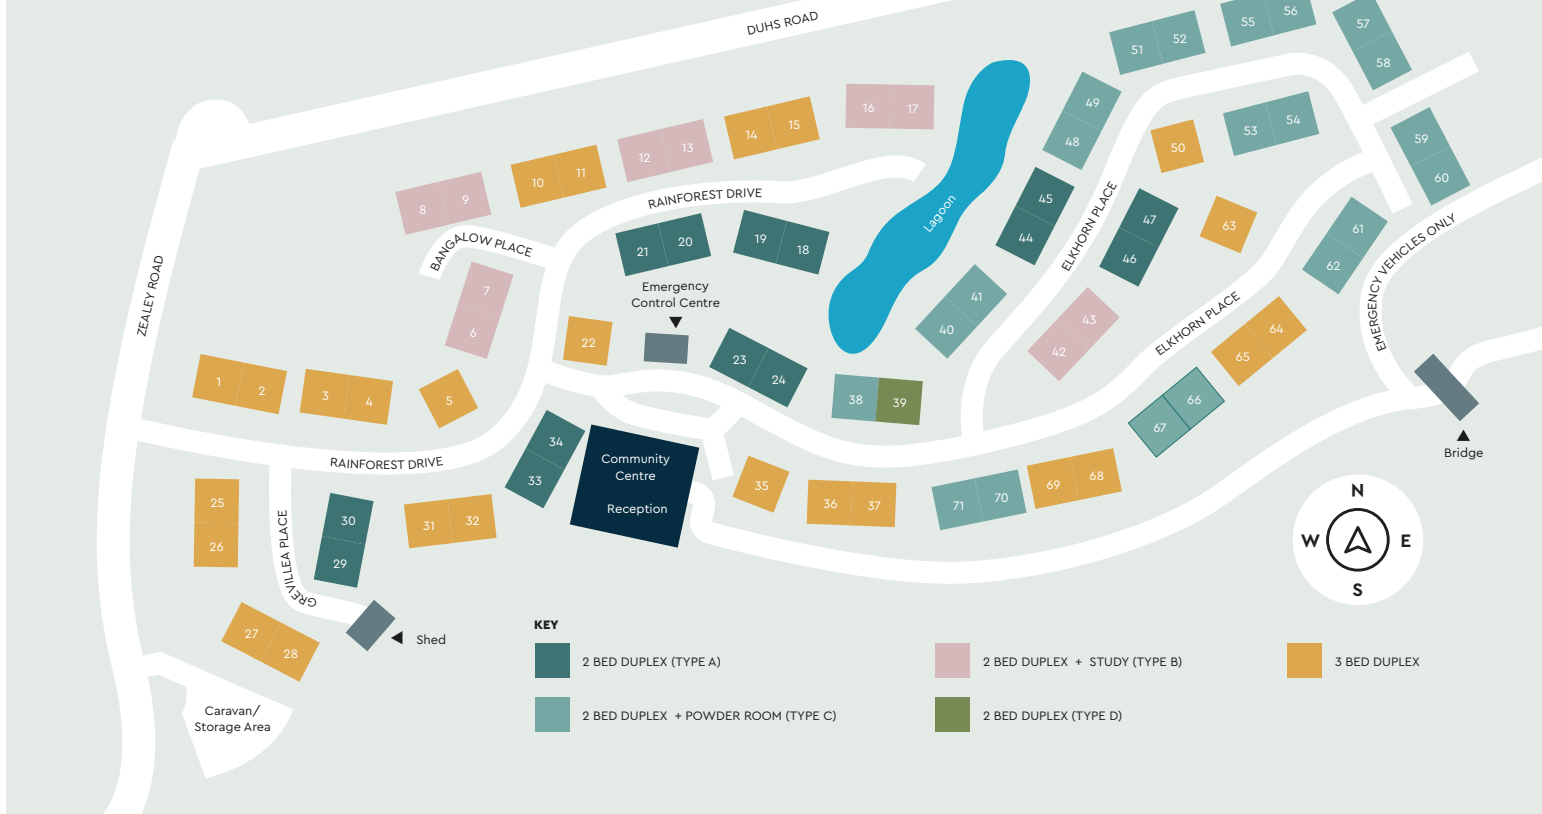 DUHS ROAD
55
56
57
58
51
52
49
48
50
53
54
59
60
16
17
14
15
12
13
10
11
8
9
RAINFOREST DRIVE
BANGALOW PLACE
ZEALEY ROAD
21
20
19
18
Lagoon
45
44
ELKHORN PLACE
47
46
63
61
62
EMERGENCY VEHICLES ONLY
7
6
Emergency
Control Centre
22
23
24
41
40
43
42
ELKHORN PLACE
64
65
1
2
3
4
5
38
39
66
67
Bridge
RAINFOREST DRIVE
34
33
Community
Centre
Reception
35
36
37
71
70
69
68
25
26
GREVILLEA PLACE
30
29
31
32
27
28
Shed
Caravan/
Storage Area
N
W
E
S
KEY
2 BED DUPLEX (TYPE A)
2 BED DUPLEX + STUDY (TYPE B)
3 BED DUPLEX
2 BED DUPLEX + POWDER ROOM (TYPE C)
2 BED DUPLEX (TYPE D)